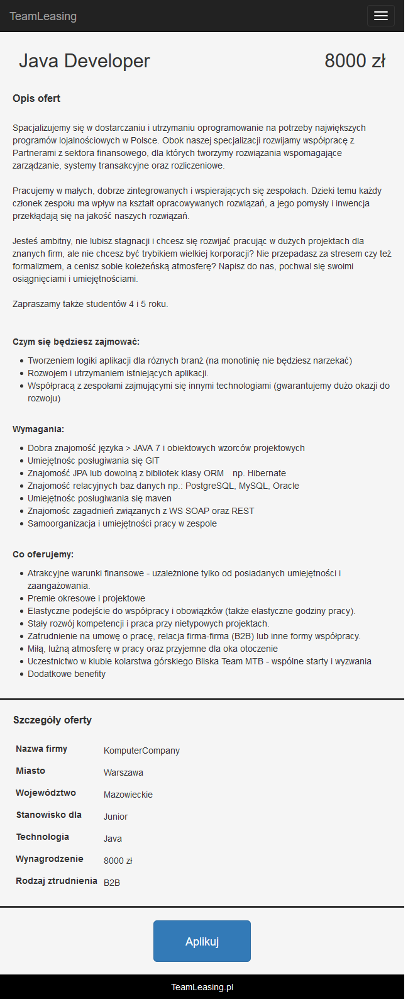 TeamLeasing
Java Developer 8000 zł
Opis ofert
Spacjalizujemy się w dostarczaniu i utrzymaniu oprogramowanie na potrzeby największych
programów lojalnościowych w Polsce. Obok naszej specjalizacji rozwijamy współpracę z
Partnerami z sektora finansowego, dla których tworzymy rozwiązania wspomagające
zarządzanie, systemy transakcyjne oraz rozliczeniowe.
Pracujemy w małych, dobrze zintegrowanych i wspierających się zespołach. Dzieki temu każdy
członek zespołu ma wpływ na kształt opracowywanych rozwiązań, a jego pomysły i inwencja
przekłądają się na jakość naszych rozwiązań.
Jesteś ambitny, nie lubisz stagnacji i chcesz się rozwijać pracując w dużych projektach dla
znanych firm, ale nie chcesz być trybikiem wielkiej korporacji? Nie przepadasz za stresem czy też
formalizmem, a cenisz sobie koleżeńską atmosferę? Napisz do nas, pochwal się swoimi
osiągnięciami i umiejętnościami.
Zapraszamy także studentów 4 i 5 roku.
Czym się będziesz zajmować:
• Tworzeniem logiki aplikacji dla róznych branż (na monotinię nie będziesz narzekać)
• Rozwojem i utrzymaniem istniejących aplikacji.
• Współpracą z zespołami zajmującymi się innymi technologiami (gwarantujemy dużo okazji do
rozwoju)
Wymagania:
• Dobra znajomość języka > JAVA 7 i obiektowych wzorców projektowych
• Umiejętnośc posługiwania się GIT
• Znajomość JPA lub dowolną z bibliotek klasy ORM np. Hibernate
• Znajomość relacyjnych baz danych np.: PostgreSQL, MySQL, Oracle
• Umiejętnośc posługiwania się maven
• Znajomośc zagadnień związanych z WS SOAP oraz REST
• Samoorganizacja i umiejętności pracy w zespole
Co oferujemy:
• Atrakcyjne warunki finansowe - uzależnione tylko od posiadanych umiejętności i
zaangażowania.
• Premie okresowe i projektowe
• Elastyczne podejście do współpracy i obowiązków (także elastyczne godziny pracy).
• Stały rozwój kompetencji i praca przy nietypowych projektach.
• Zatrudnienie na umowę o pracę, relacja firma-firma (B2B) lub inne formy współpracy.
• Miłą, luźną atmosferę w pracy oraz przyjemne dla oka otoczenie
• Uczestnictwo w klubie kolarstwa górskiego Bliska Team MTB - wspólne starty i wyzwania
• Dodatkowe benefity
Szczegóły oferty
Nazwa firmy KomputerCompany
Miasto Warszawa
Województwo Mazowieckie
Stanowisko dla Junior
Technologia Java
Wynagrodzenie 8000 zł
Rodzaj ztrudnienia B2B
Aplikuj
TeamLeasing.pl